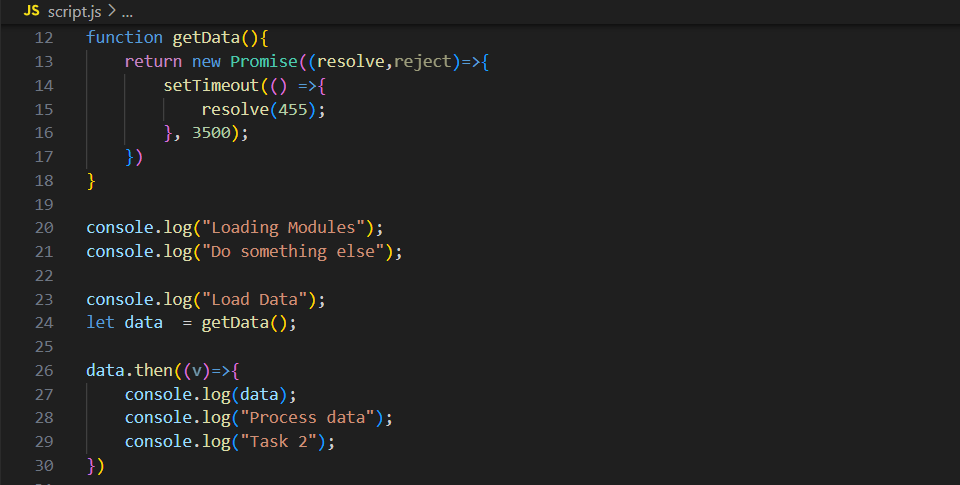 JS script.js > ...
12 function getData(){
13     return new Promise((resolve,reject)=>{
14         setTimeout(() =>{
15             resolve(455);
16         }, 3500);
17     })
18 }
19
20 console.log("Loading Modules");
21 console.log("Do something else");
22
23 console.log("Load Data");
24 let data  = getData();
25
26 data.then((v)=>{
27     console.log(data);
28     console.log("Process data");
29     console.log("Task 2");
30 })